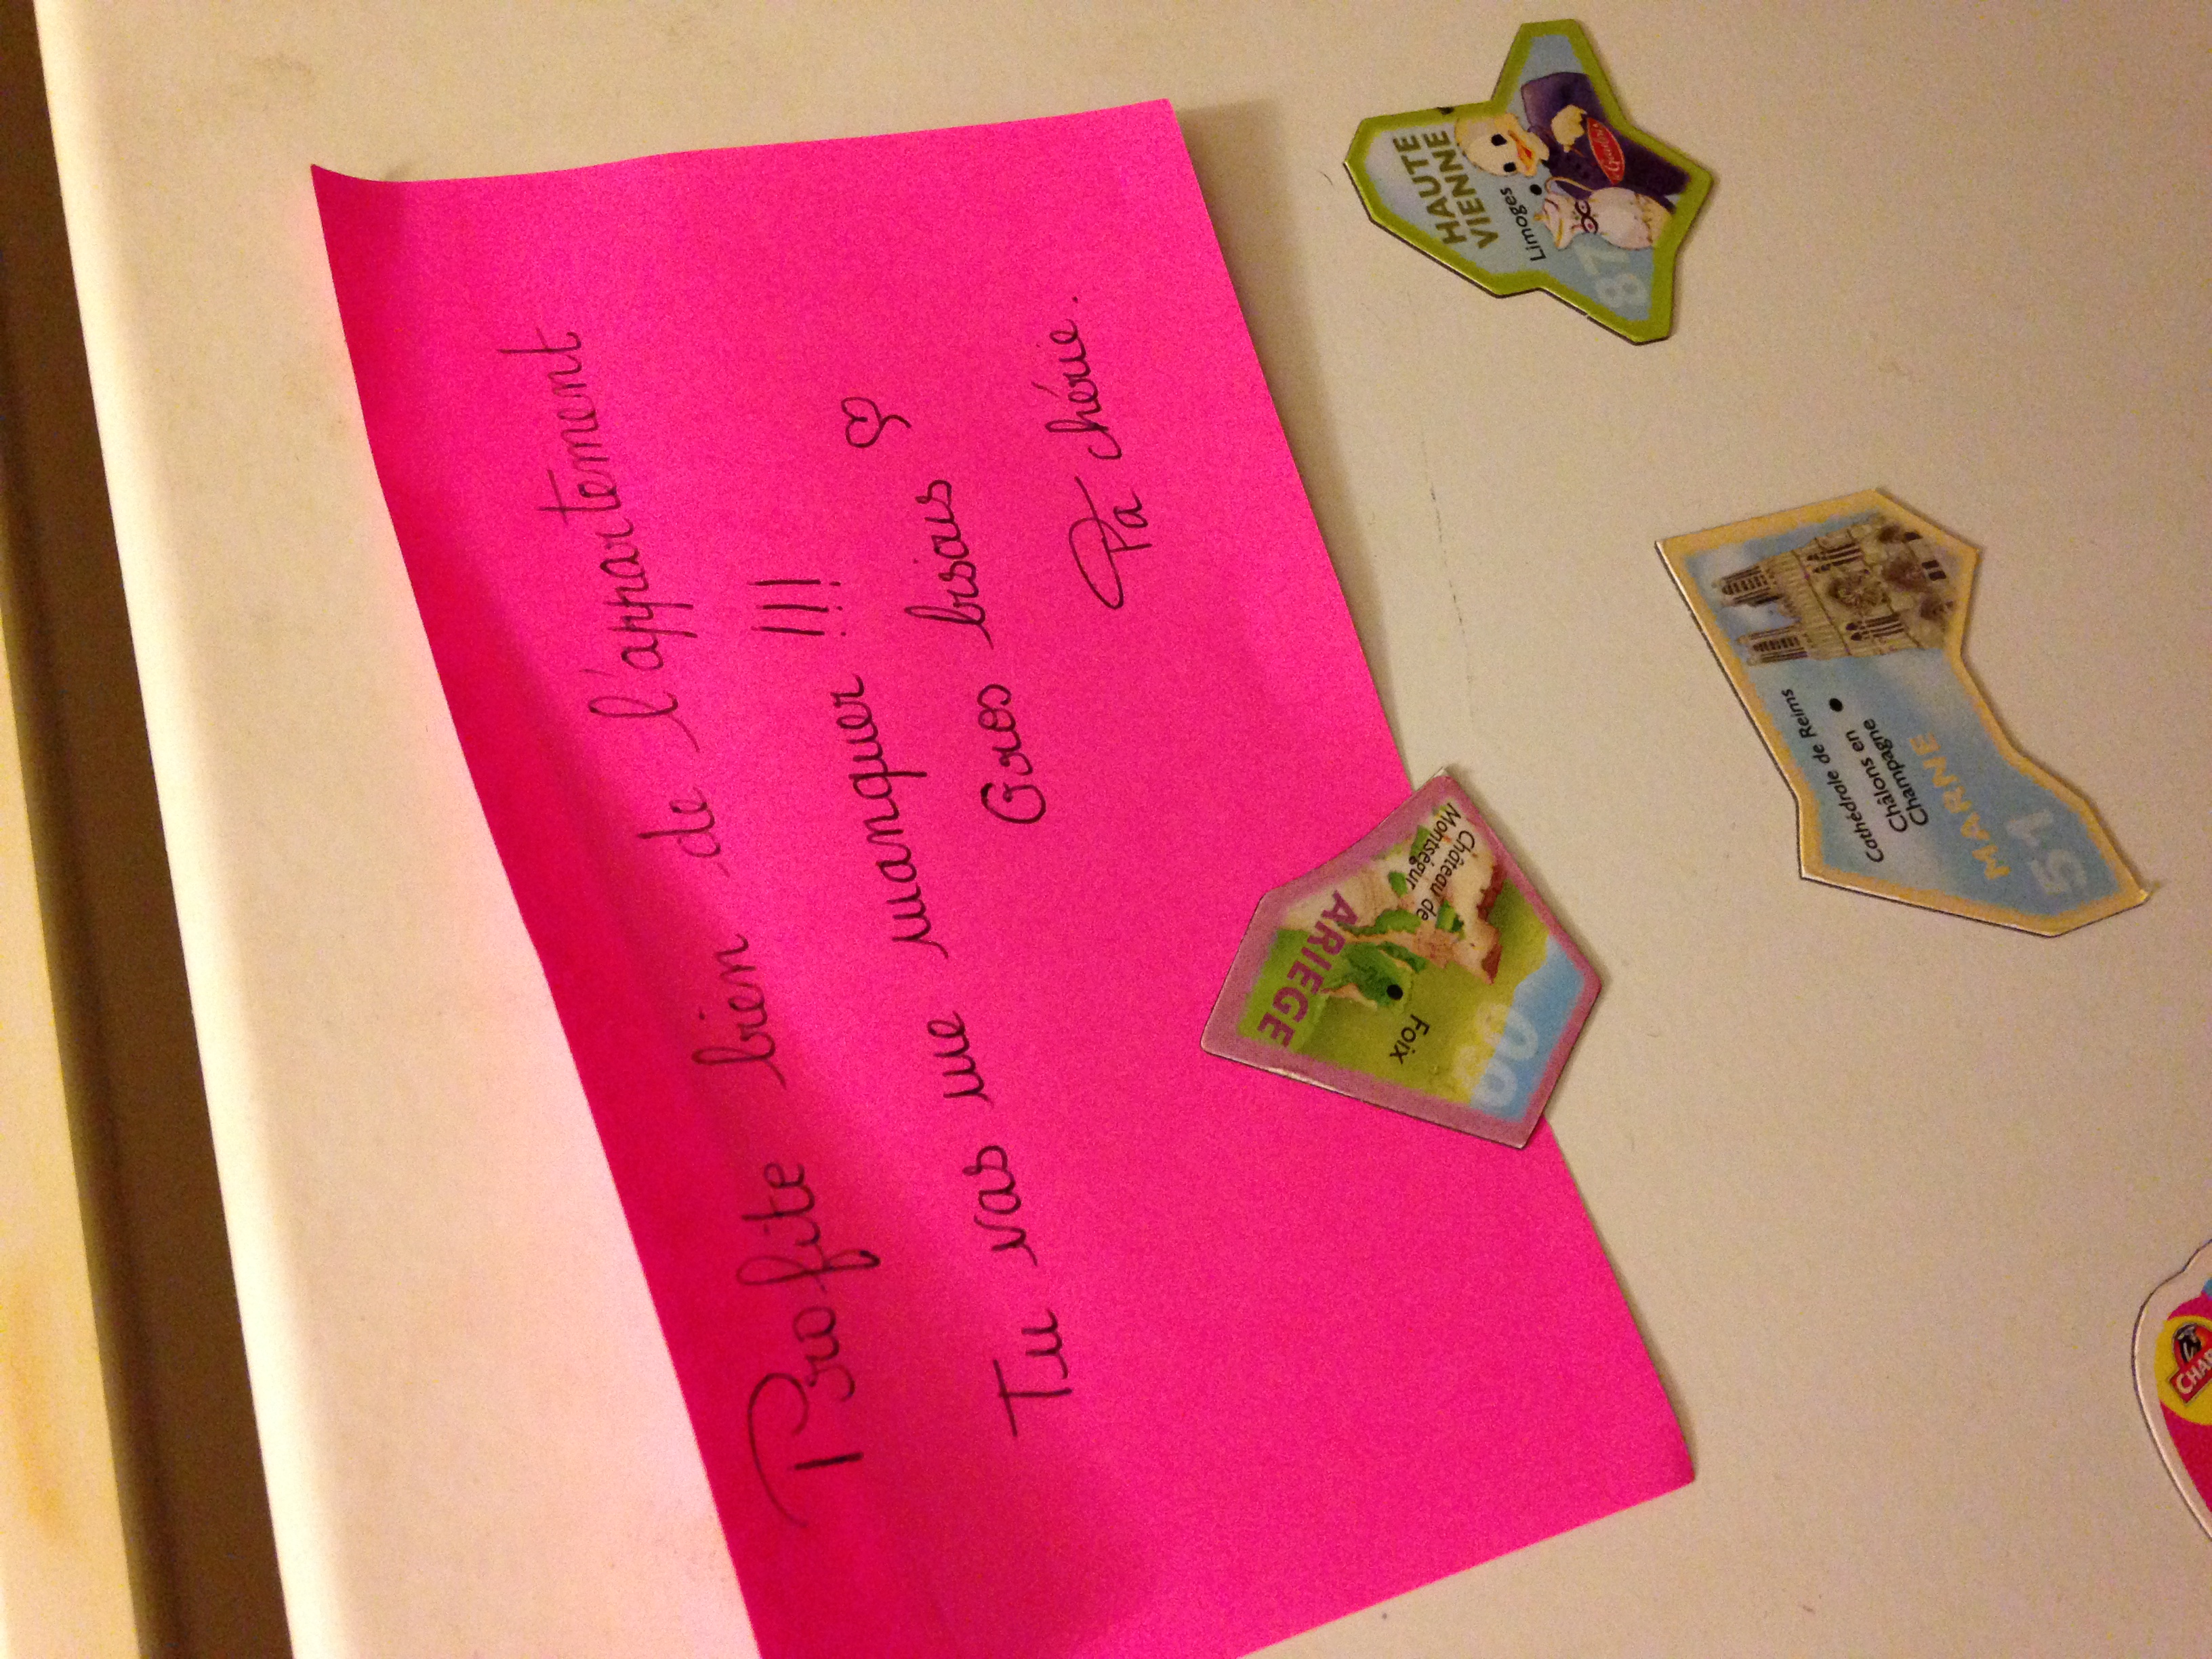 Profite bien de l'appartement
Tu vas me manquer !!!
Gros bisous
Ta chérie.
HAUTE
VIENNE
Limoges
87
Cathédrale de Reims
Châlons en
Champagne
MARNE
51
Château de
Montségur
ARIEGE
Foix
09